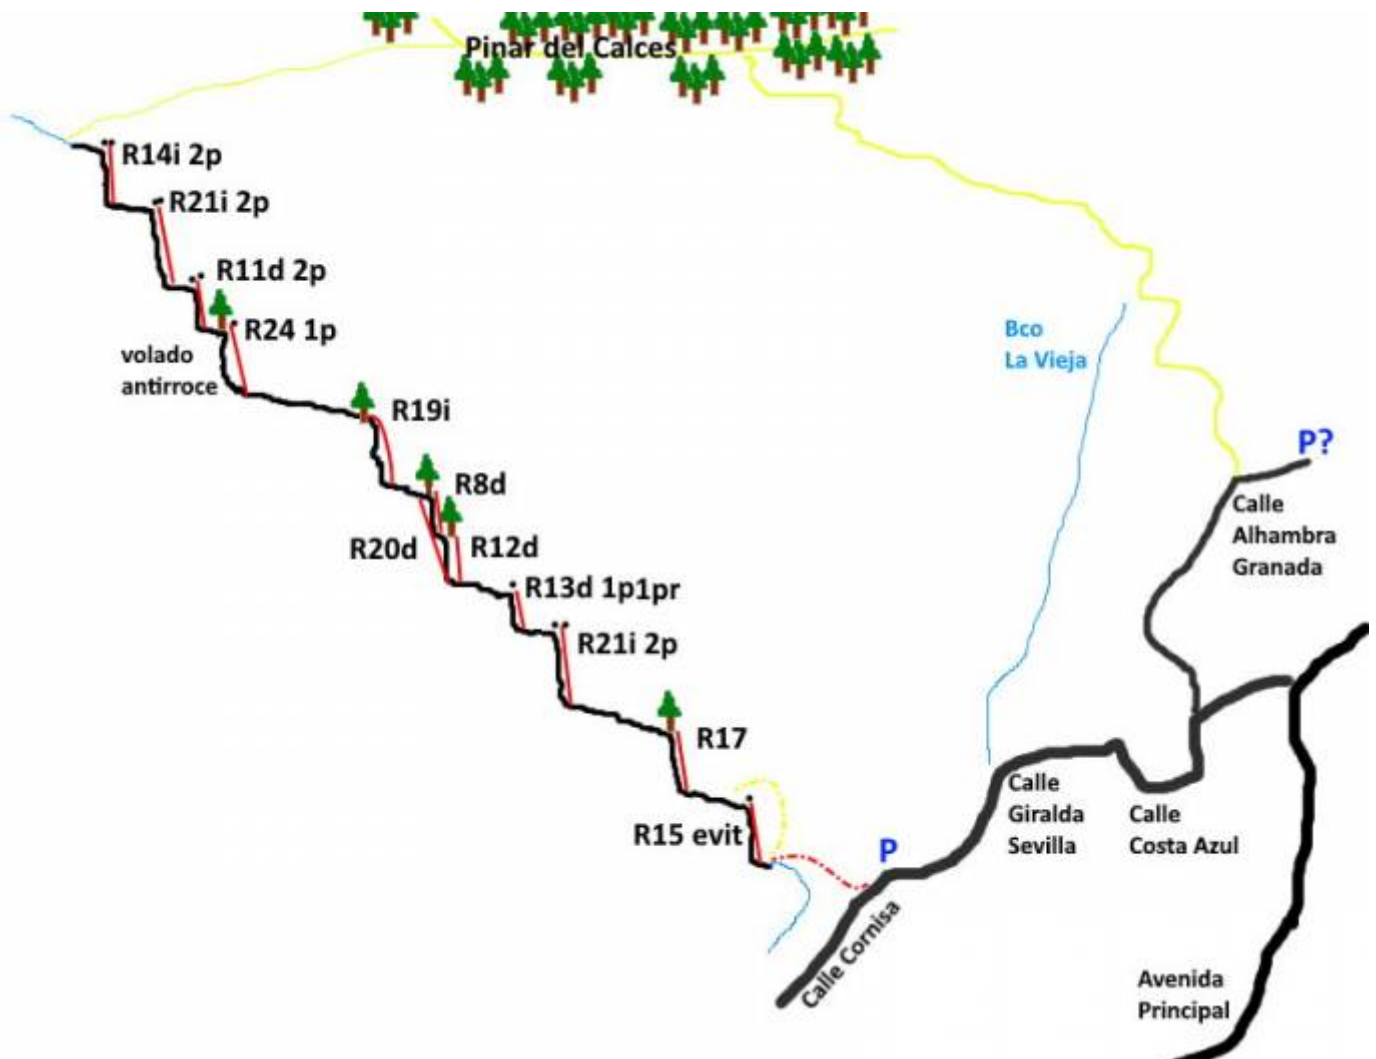 Pinar del Calces
R14i 2p
R21i 2p
R11d 2p
R24 1p
volado
antirroce
R19i
R8d
R20d
R12d
R13d 1p1pr
R21i 2p
R17
R15 evit
Bco
La Vieja
P?
Calle
Alhambra
Granada
P
Calle
Giralda
Sevilla
Calle
Costa Azul
Calle Cornisa
Avenida
Principal